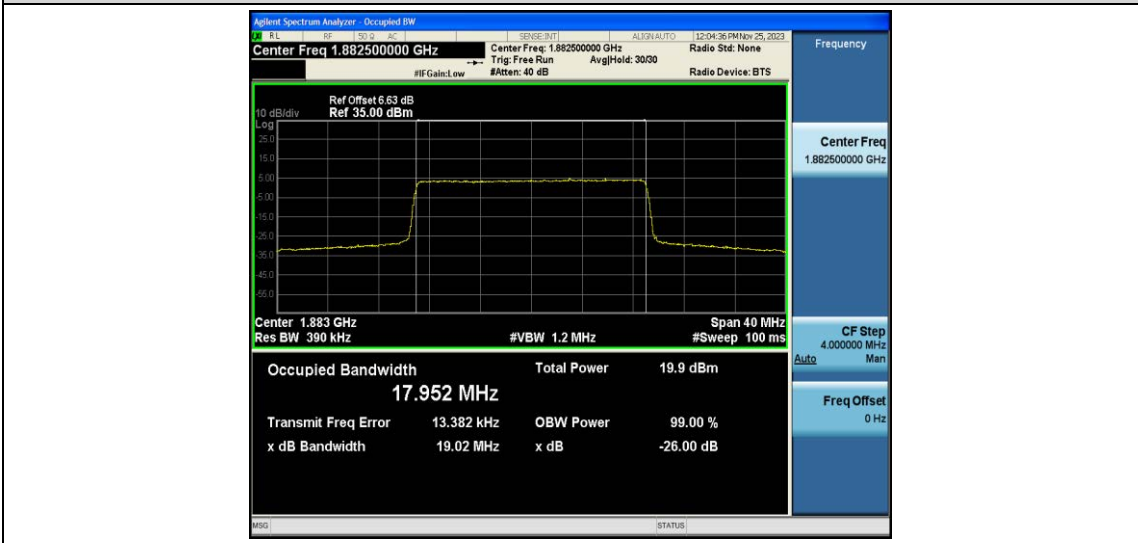 Agilent Spectrum Analyzer - Occupied BW
RL RF 50 Ω AC SENSE:INT ALIGN AUTO 12:04:36 PM Nov 25, 2023
Center Freq 1.882500000 GHz
Center Freq: 1.882500000 GHz
Radio Std: None
Trig: Free Run Avg|Hold: 30/30
#IFGain:Low #Atten: 40 dB Radio Device: BTS
Ref Offset 6.63 dB
10 dB/div Ref 35.00 dBm
Log
25.0
15.0
5.00
-5.00
-15.0
-25.0
-35.0
-45.0
-55.0
Center 1.883 GHz Span 40 MHz
Res BW 390 kHz #VBW 1.2 MHz #Sweep 100 ms
Occupied Bandwidth Total Power 19.9 dBm
17.952 MHz
Transmit Freq Error 13.382 kHz OBW Power 99.00 %
x dB Bandwidth 19.02 MHz x dB -26.00 dB
MSG STATUS
Frequency
Center Freq
1.882500000 GHz
CF Step
4.000000 MHz
Auto Man
Freq Offset
0 Hz